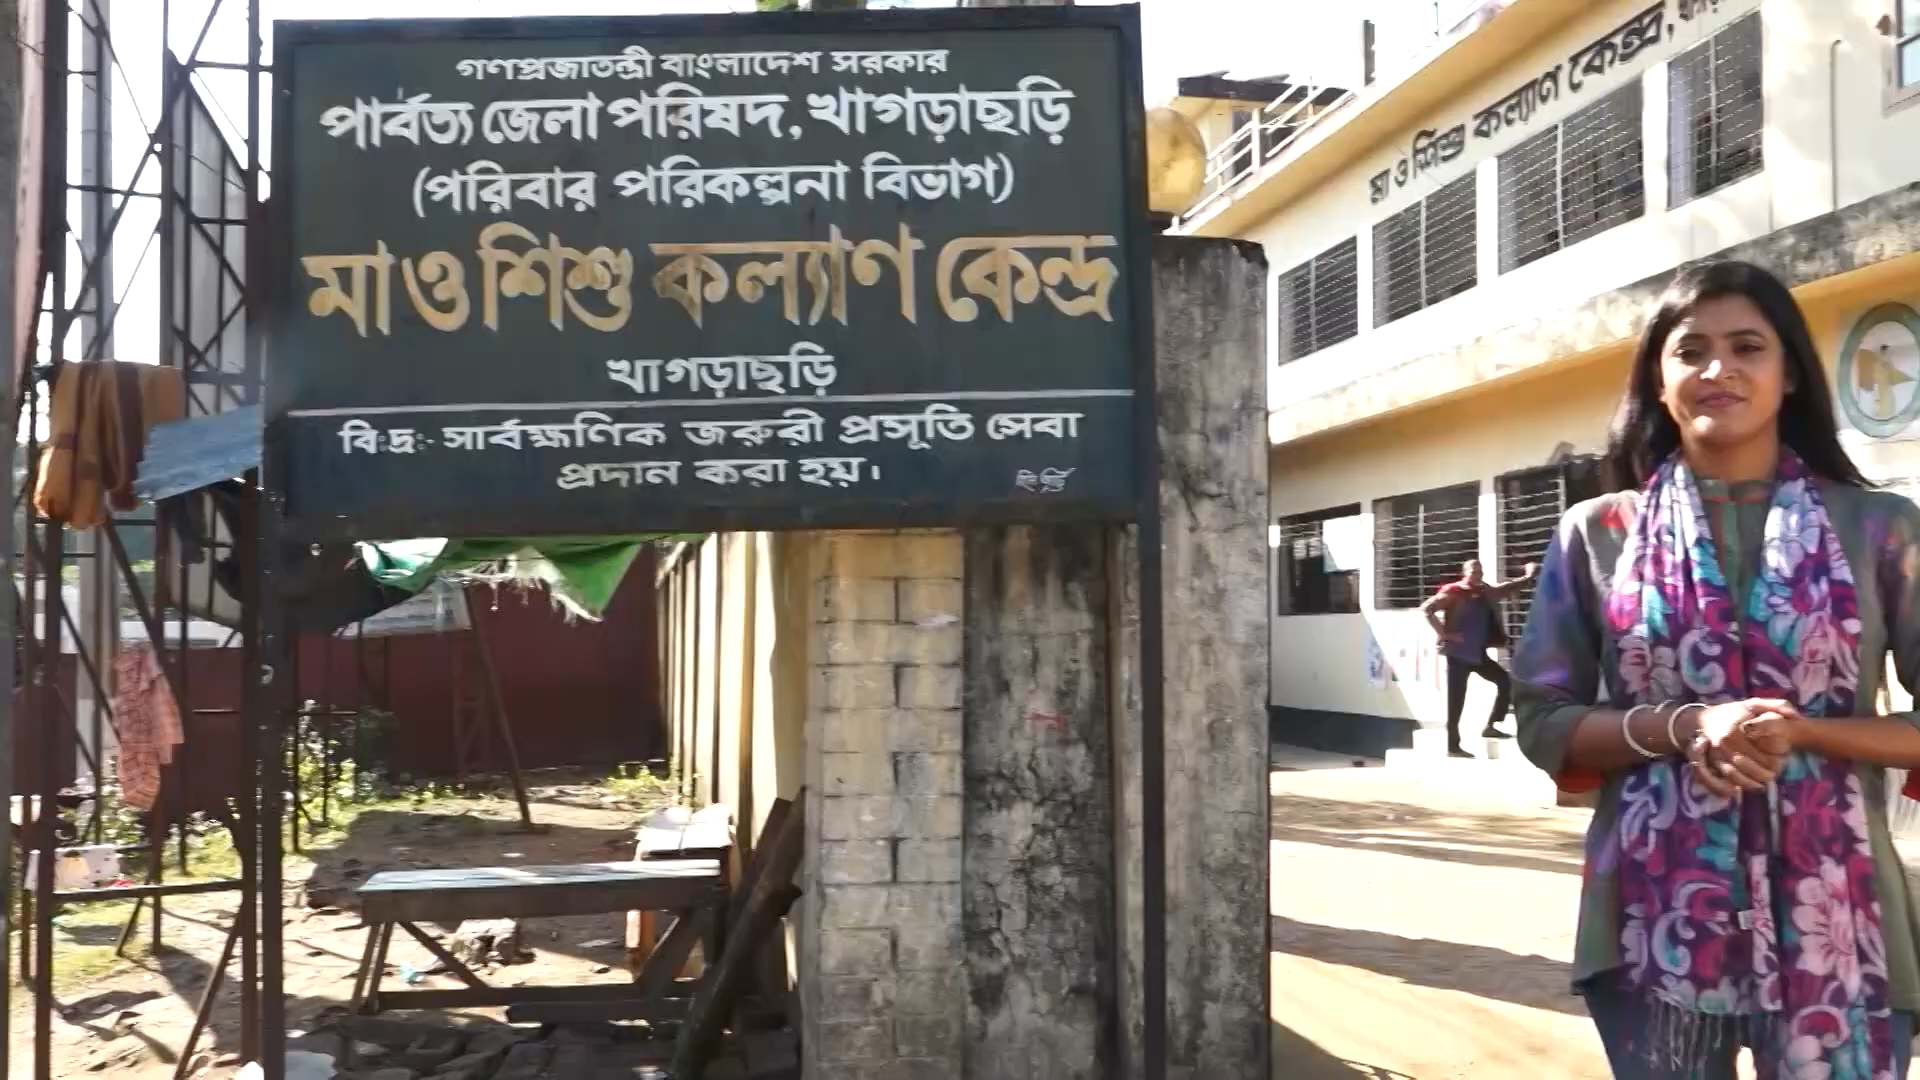 গণপ্রজাতন্ত্রী বাংলাদেশ সরকার
পার্বত্য জেলা পরিষদ, খাগড়াছড়ি
(পরিবার পরিকল্পনা বিভাগ)
মা ও শিশু কল্যাণ কেন্দ্র
খাগড়াছড়ি
বি:দ্র:- সার্বক্ষণিক জরুরী প্রসূতি সেবা
প্রদান করা হয়।
মা ও শিশু কল্যাণ কেন্দ্র,